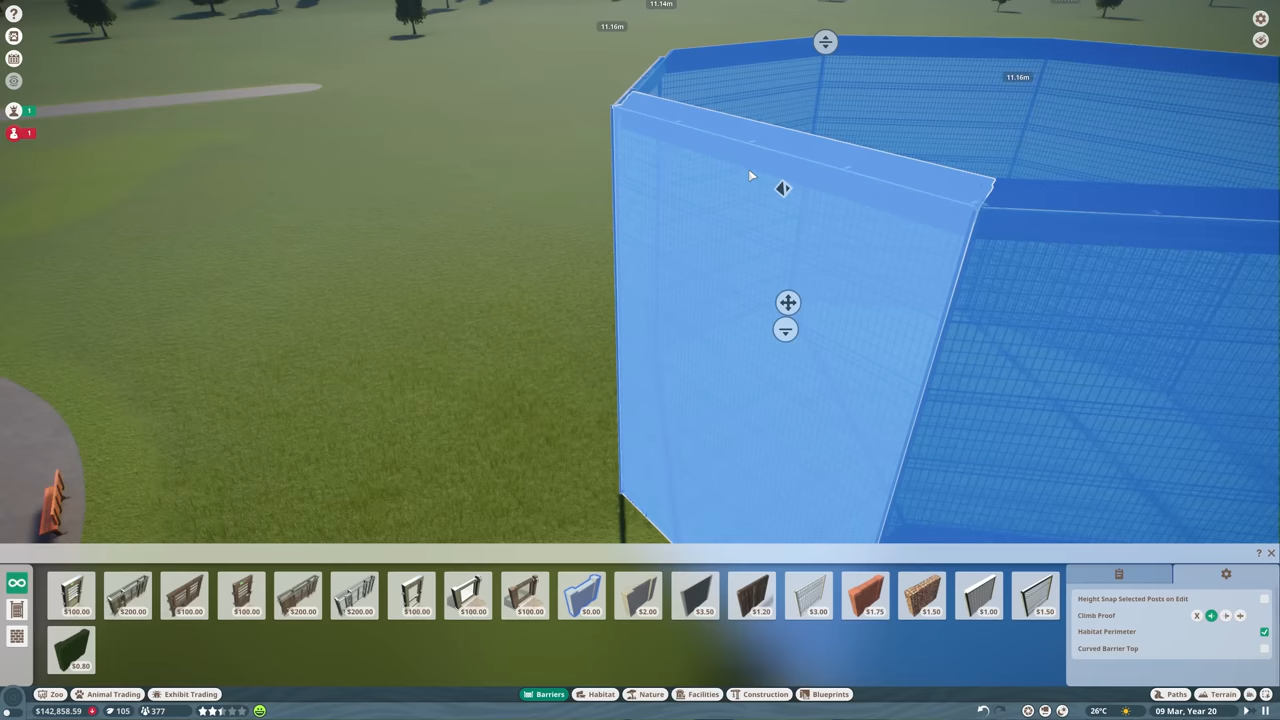 11.14m
11.16m
11.16m
1
1
$100.00
$200.00
$100.00
$100.00
$200.00
$200.00
$100.00
$100.00
$100.00
$0.00
$2.00
$3.50
$1.20
$3.00
$1.75
$1.50
$1.00
$1.50
$0.80
Height Snap Selected Posts on Edit
Climb Proof
X
Habitat Perimeter
Curved Barrier Top
Zoo
Animal Trading
Exhibit Trading
Barriers
Habitat
Nature
Facilities
Construction
Blueprints
Paths
Terrain
$142,858.59
105
377
26°C
09 Mar, Year 20